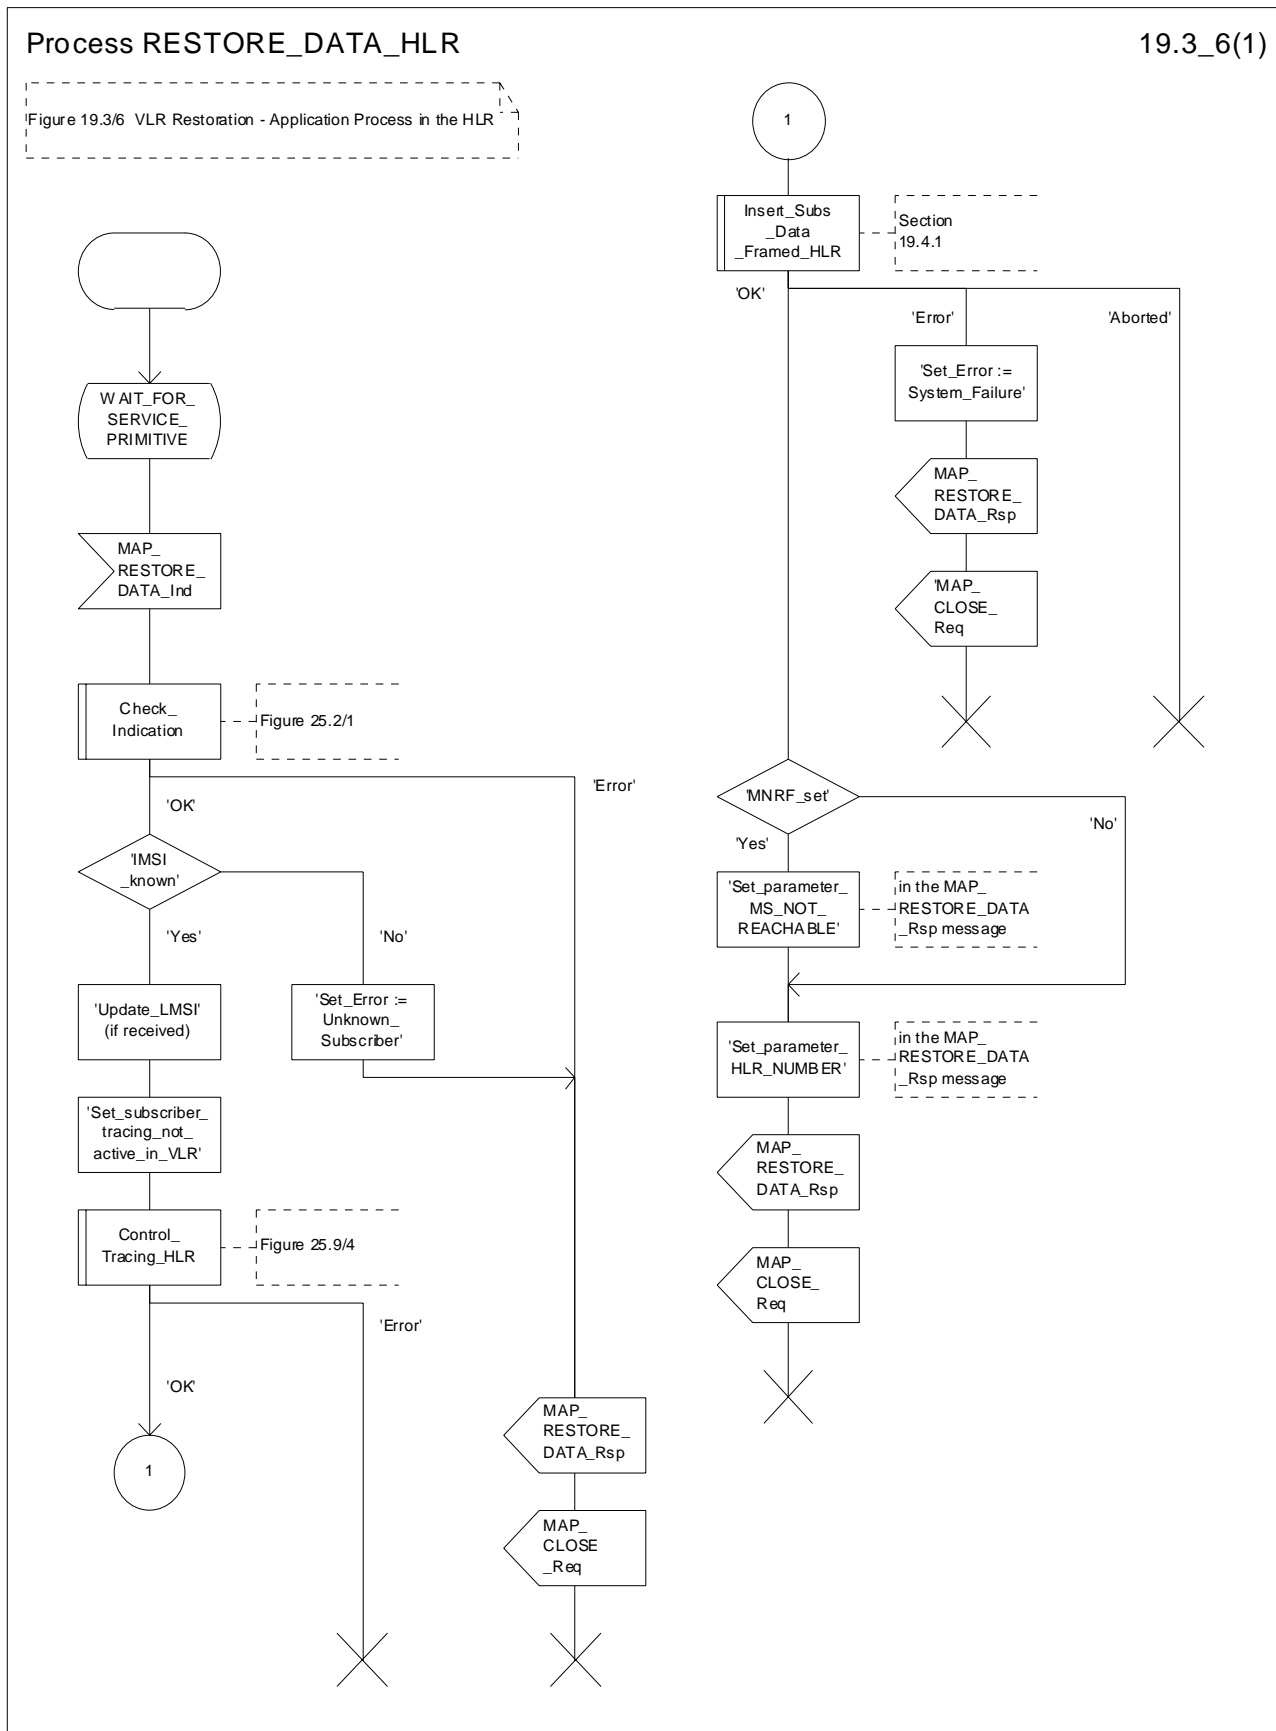 Process RESTORE_DATA_HLR
19.3_6(1)
Figure 19.3/6 VLR Restoration - Application Process in the HLR
WAIT_FOR_
SERVICE_
PRIMITIVE
MAP_
RESTORE_
DATA_Ind
Check_
Indication
Figure 25.2/1
'Error'
'OK'
'IMSI
_known'
'Yes'
'No'
'Update_LMSI'
(if received)
'Set_Error :=
Unknown_
Subscriber'
'Set_subscriber_
tracing_not_
active_in_VLR'
Control_
Tracing_HLR
Figure 25.9/4
'Error'
'OK'
1
MAP_
RESTORE_
DATA_Rsp
MAP_
CLOSE
_Req
1
Insert_Subs
_Data
_Framed_HLR
Section
19.4.1
'OK'
'Error'
'Aborted'
'Set_Error :=
System_Failure'
MAP_
RESTORE_
DATA_Rsp
'MAP_
CLOSE_
Req
'MNRF_set'
'No'
'Yes'
'Set_parameter_
MS_NOT_
REACHABLE'
in the MAP_
RESTORE_DATA
_Rsp message
'Set_parameter_
HLR_NUMBER'
in the MAP_
RESTORE_DATA
_Rsp message
MAP_
RESTORE_
DATA_Rsp
MAP_
CLOSE_
Req